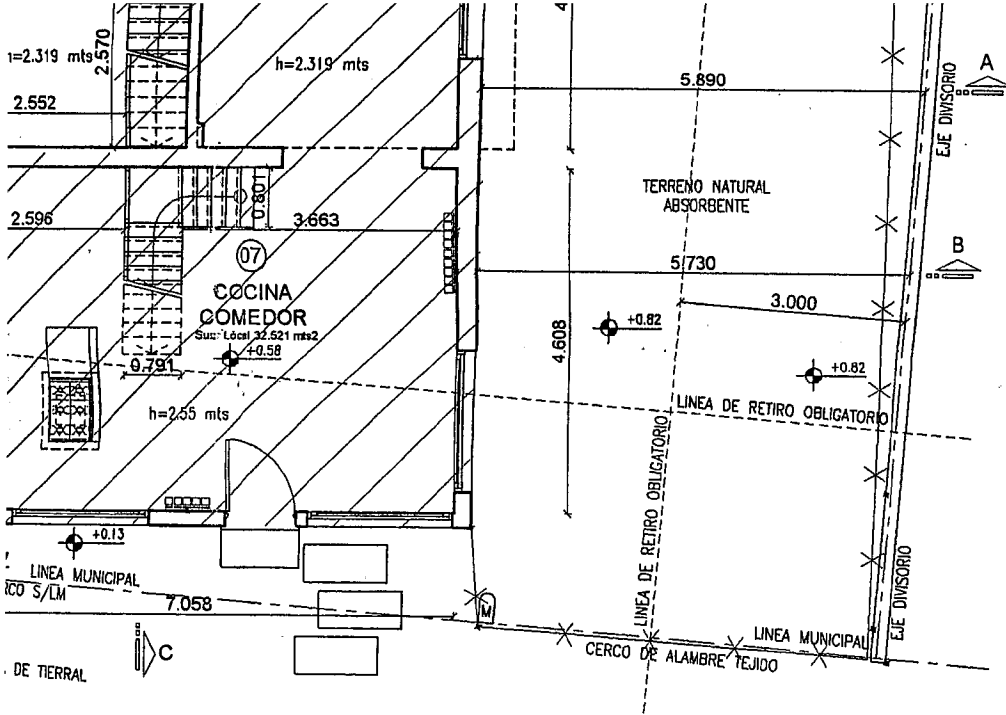 h=2.319 mts
2.570
h=2.319 mts
2.552
5.890
A
EJE DIVISORIO
TERRENO NATURAL
ABSORBENTE
2.596
0.801
3.663
07
COCINA
COMEDOR
Sup. Local 32.521 mts2
+0.58
0.791
h=2.55 mts
5.730
B
3.000
4.608
+0.82
+0.82
LINEA DE RETIRO OBLIGATORIO
LINEA DE RETIRO OBLIGATORIO
+0.13
LINEA MUNICIPAL
S/LM
7.058
M
C
DE TIERRAL
LINEA MUNICIPAL
CERCO DE ALAMBRE TEJIDO
EJE DIVISORIO